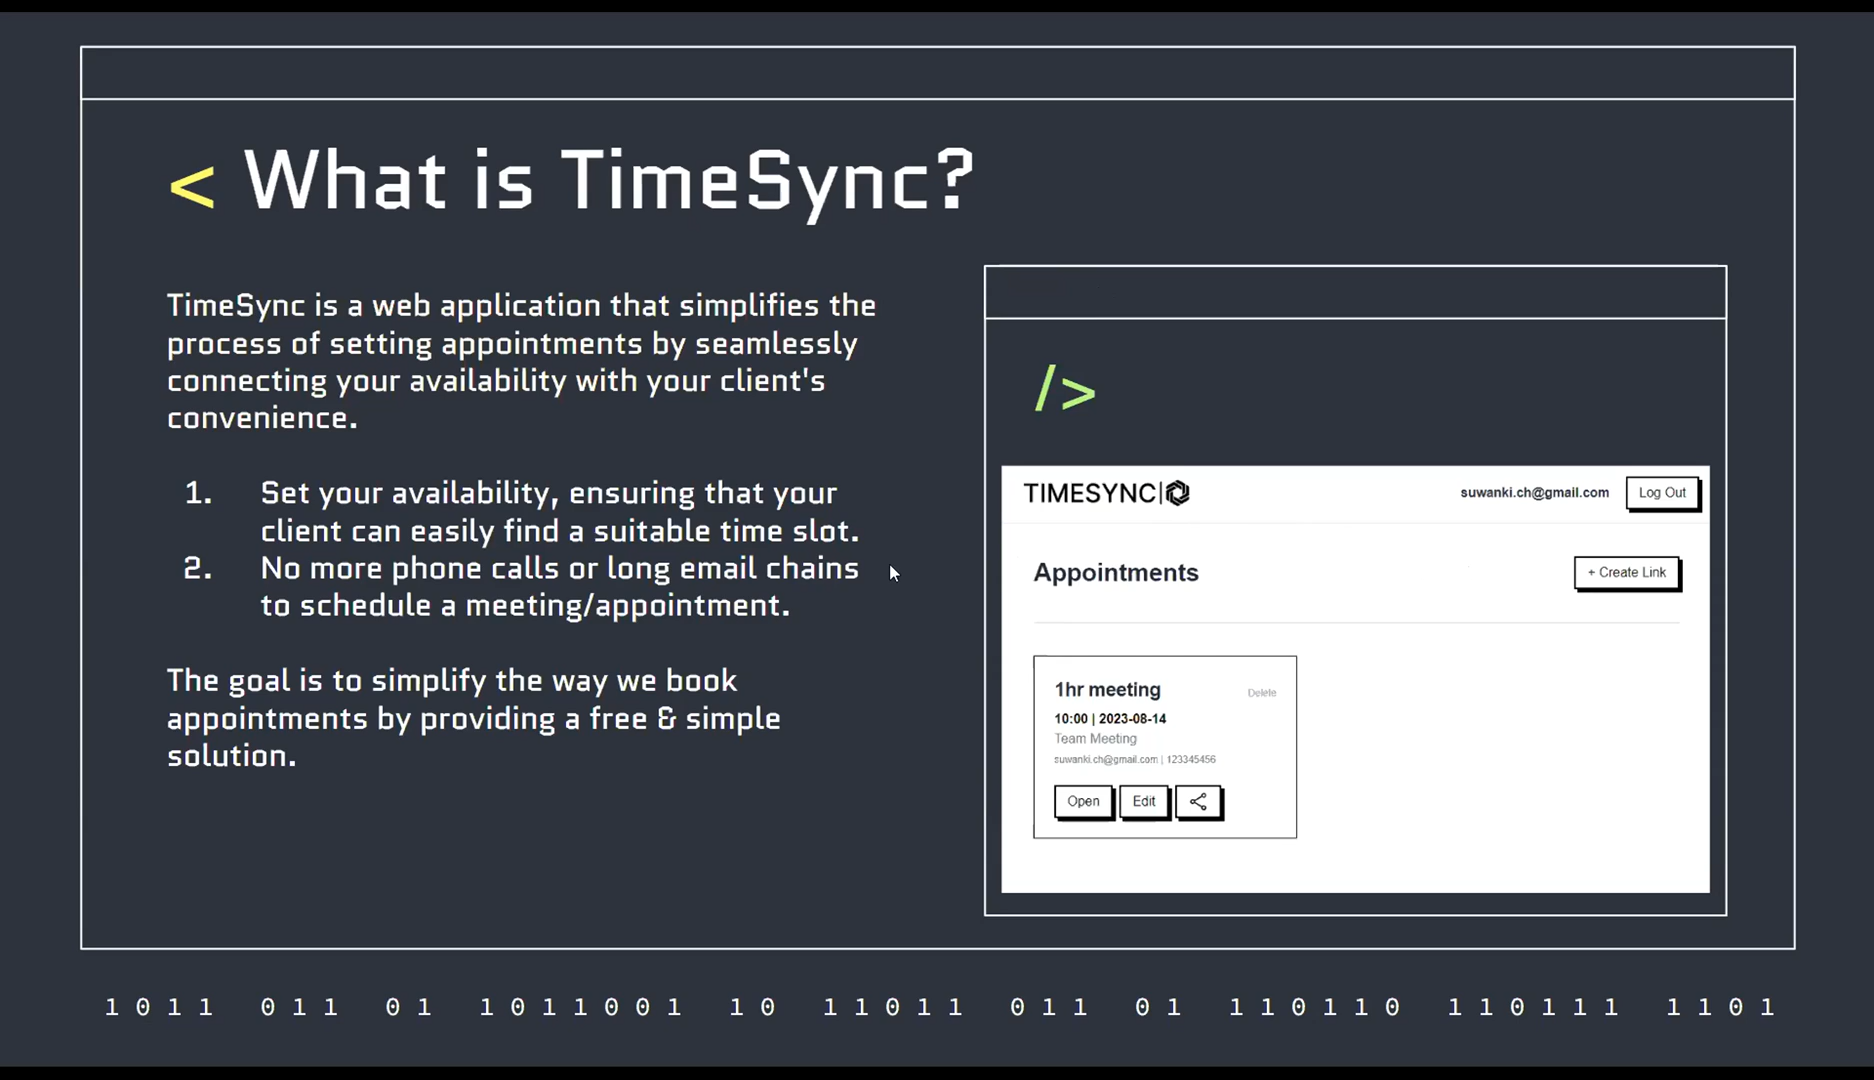 < What is TimeSync?
TimeSync is a web application that simplifies the
process of setting appointments by seamlessly
connecting your availability with your client's
convenience.
1. Set your availability, ensuring that your
client can easily find a suitable time slot.
2. No more phone calls or long email chains
to schedule a meeting/appointment.
The goal is to simplify the way we book
appointments by providing a free & simple
solution.
/>
TIMESYNC|
suwanki.ch@gmail.com
Log Out
Appointments
+ Create Link
1hr meeting
Delete
10:00 | 2023-08-14
Team Meeting
suwanki.ch@gmail.com | 123345456
Open
Edit
1011 011 01 1011001 10 11011 011 01 110110 110111 1101